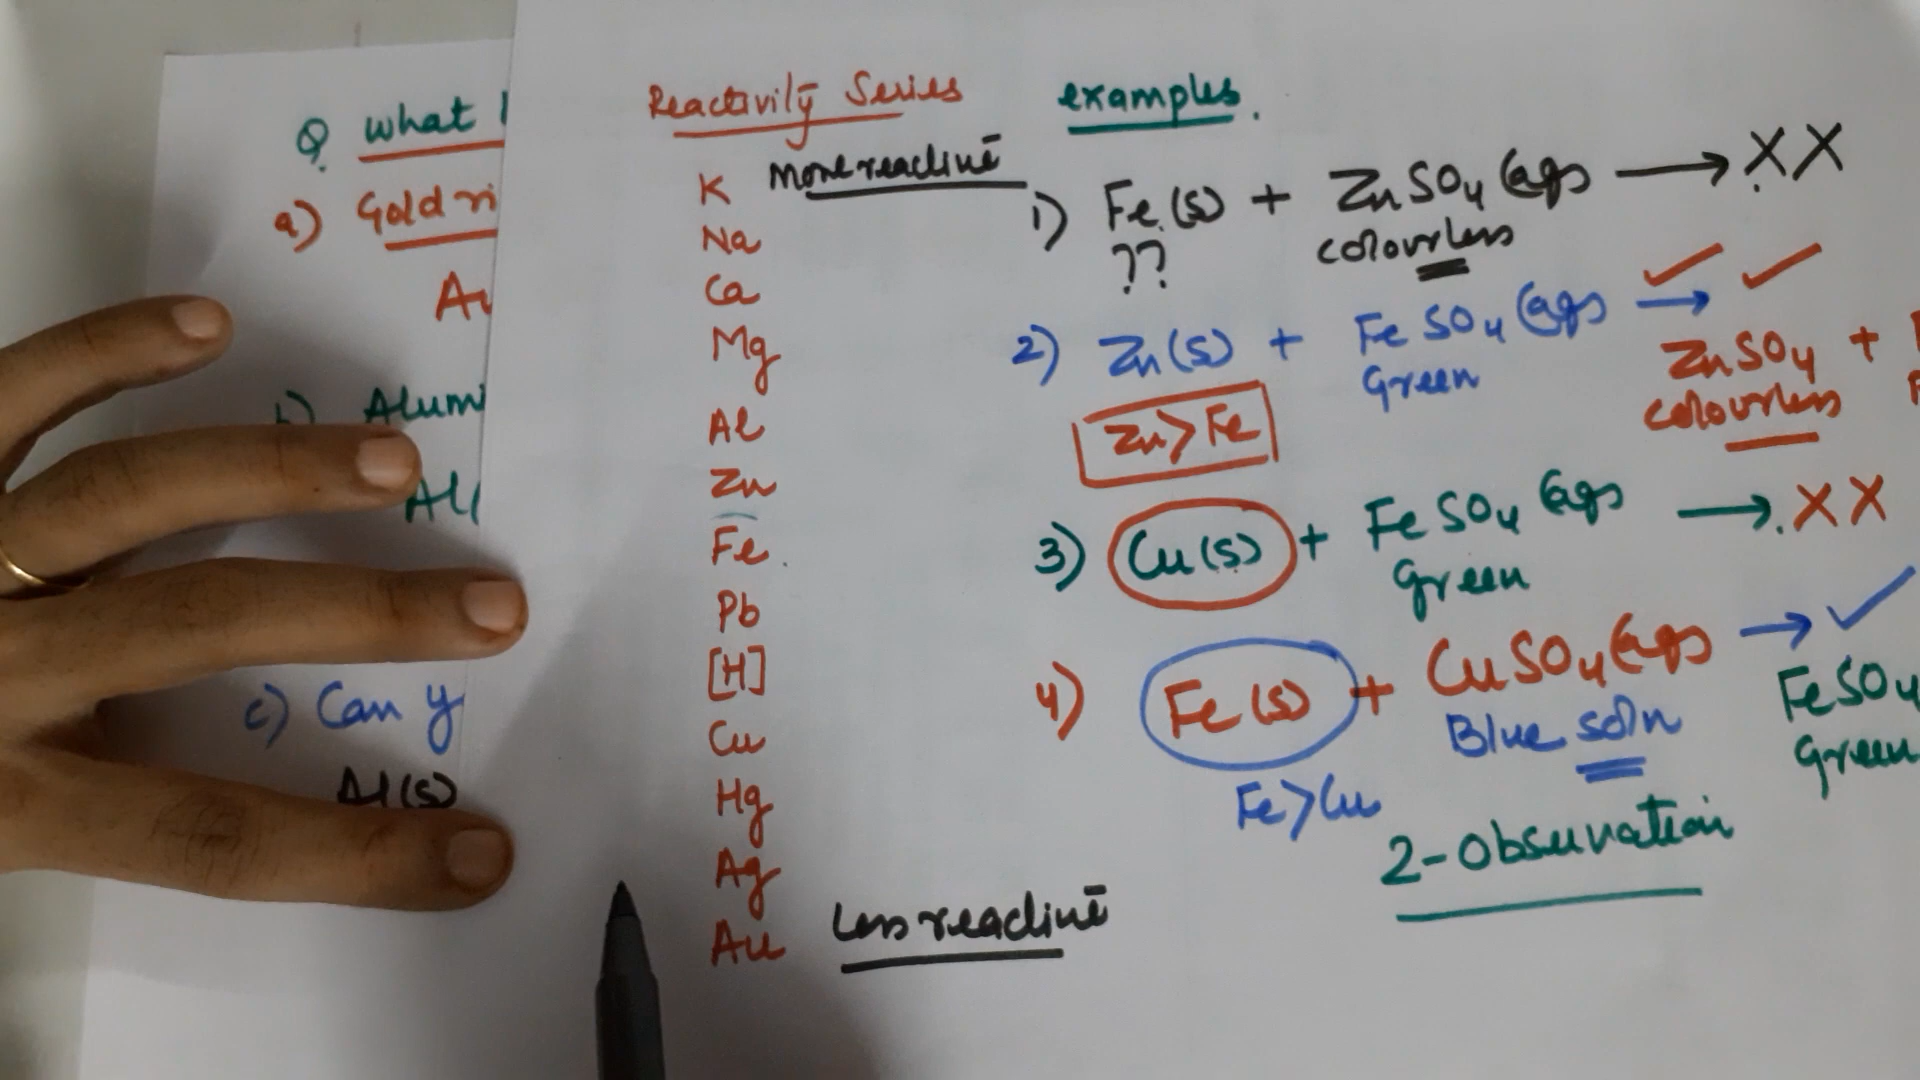 Q what
a) Gold ri
Au
b) Alumi
Al(
c) Can y
Al(s)
Reactivity Series
More reactive
K
Na
Ca
Mg
Al
Zn
Fe
Pb
[H]
Cu
Hg
Ag
Au
Less reactive
examples.
1) Fe(s) + ZnSO4 (aq) → XX
?? colourless
2) Zn(s) + FeSO4 (aq) → ✓ ✓
Green ZnSO4 +
Zn>Fe colourless
3) Cu(s) + FeSO4 (aq) → XX
green
4) Fe(s) + CuSO4 (aq) → ✓
Blue soln FeSO4
Fe>Cu Green
2-Observation